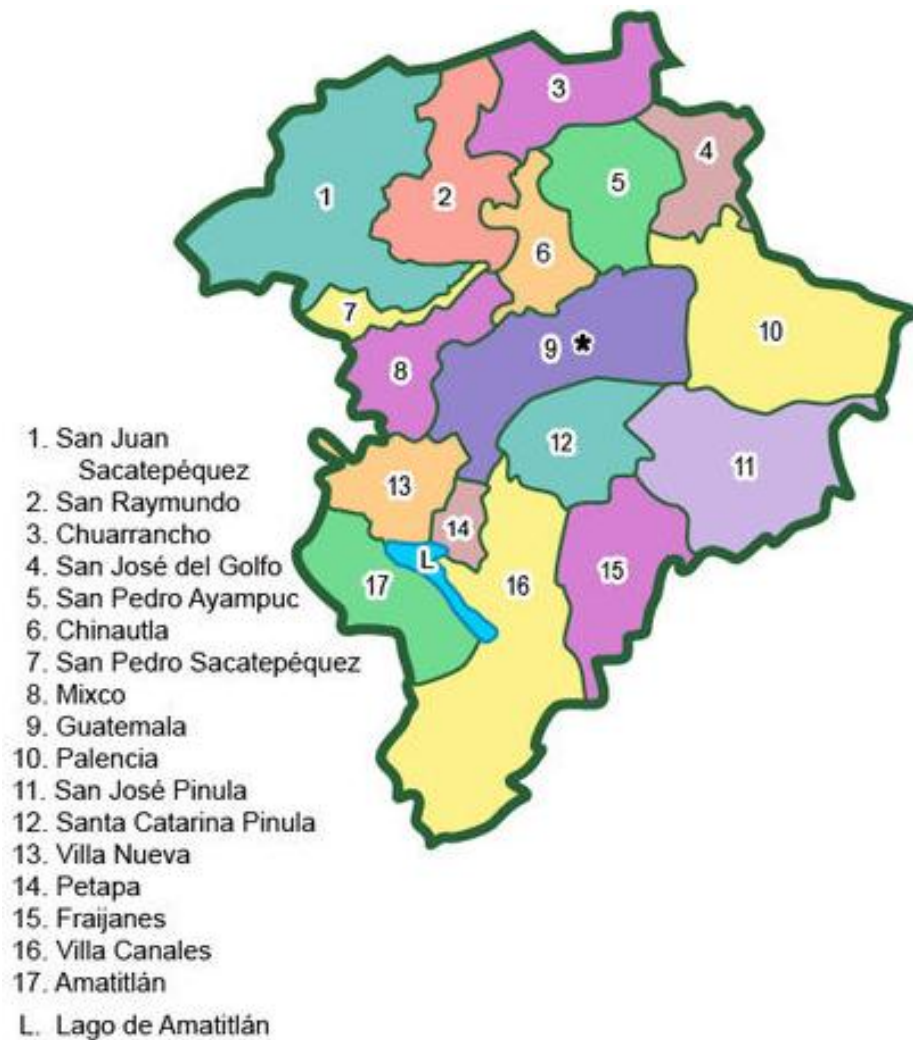 3
4
5
1
2
6
7
10
9 *
8
12
11
13
14
L
15
16
17
1. San Juan
Sacatepéquez
2. San Raymundo
3. Chuarrancho
4. San José del Golfo
5. San Pedro Ayampuc
6. Chinautla
7. San Pedro Sacatepéquez
8. Mixco
9. Guatemala
10. Palencia
11. San José Pinula
12. Santa Catarina Pinula
13. Villa Nueva
14. Petapa
15. Fraijanes
16. Villa Canales
17. Amatitlán
L. Lago de Amatitlán